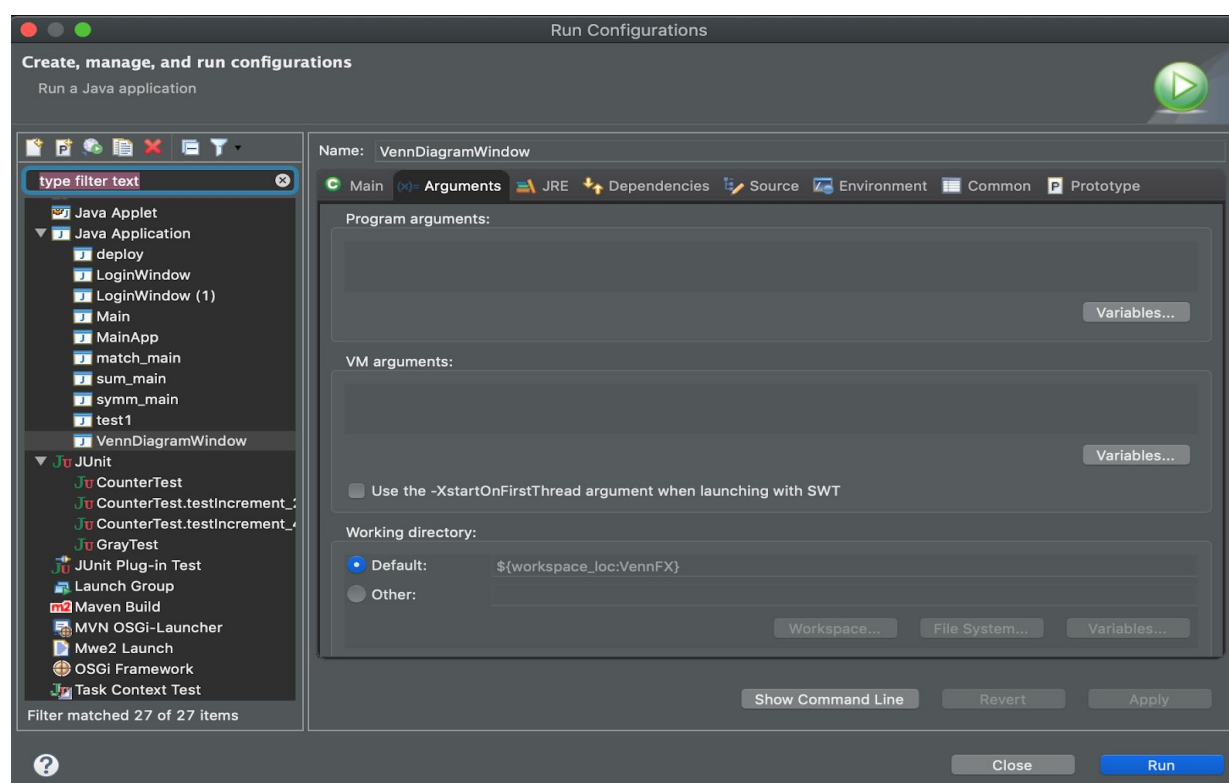 Run Configurations
Create, manage, and run configurations
Run a Java application
type filter text
Java Applet
Java Application
deploy
LoginWindow
LoginWindow (1)
Main
MainApp
match_main
sum_main
symm_main
test1
VennDiagramWindow
JUnit
CounterTest
CounterTest.testIncrement_
CounterTest.testIncrement_
GrayTest
JUnit Plug-in Test
Launch Group
Maven Build
MVN OSGi-Launcher
Mwe2 Launch
OSGi Framework
Task Context Test
Filter matched 27 of 27 items
Name: VennDiagramWindow
Main (x)= Arguments JRE Dependencies Source Environment Common P Prototype
Program arguments:
Variables...
VM arguments:
Variables...
Use the -XstartOnFirstThread argument when launching with SWT
Working directory:
Default: ${workspace_loc:VennFX}
Other:
Workspace... File System... Variables...
Show Command Line Revert Apply
? Close Run